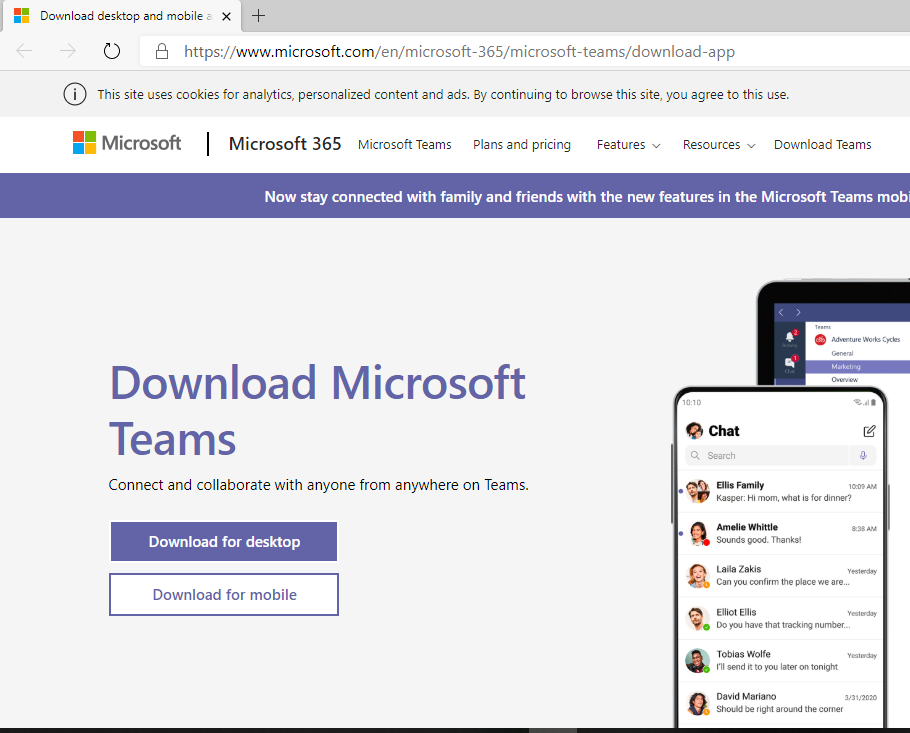 Download desktop and mobile a
https://www.microsoft.com/en/microsoft-365/microsoft-teams/download-app
This site uses cookies for analytics, personalized content and ads. By continuing to browse this site, you agree to this use.
Microsoft Microsoft 365 Microsoft Teams Plans and pricing Features Resources Download Teams
Now stay connected with family and friends with the new features in the Microsoft Teams mobi
Download Microsoft
Teams
Connect and collaborate with anyone from anywhere on Teams.
Download for desktop
Download for mobile
Teams
Adventure Works Cycles
General
Marketing
Overview
2
Activity
1
Chat
10:10
Chat
Search
Ellis Family 10:09 AM
Kasper: Hi mom, what is for dinner?
Amelie Whittle 8:38 AM
Sounds good. Thanks!
Laila Zakis Yesterday
Can you confirm the place we are...
Elliot Ellis Yesterday
Do you have that tracking number...
Tobias Wolfe Yesterday
I'll send it to you later on tonight
David Mariano 3/31/2020
Should be right around the corner